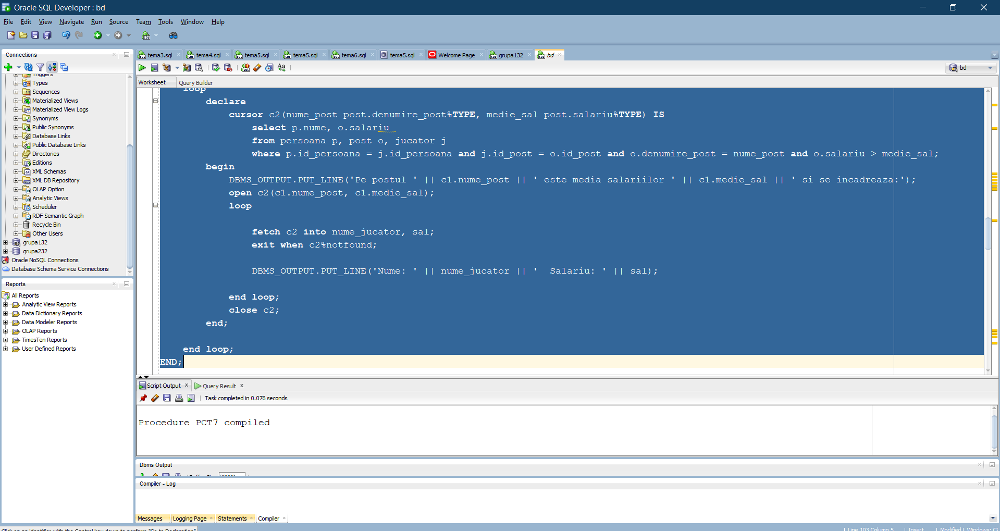 Oracle SQL Developer : bd
File Edit View Navigate Run Source Team Tools Window Help
Connections
Triggers
Types
Sequences
Materialized Views
Materialized View Logs
Synonyms
Public Synonyms
Database Links
Public Database Links
Directories
Editions
XML Schemas
XML DB Repository
OLAP Option
Analytic Views
Scheduler
RDF Semantic Graph
Recycle Bin
Other Users
grupa132
grupa232
Oracle NoSQL Connections
Database Schema Service Connections
Reports
All Reports
Analytic View Reports
Data Dictionary Reports
Data Modeler Reports
OLAP Reports
TimesTen Reports
User Defined Reports
tema3.sql tema4.sql tema5.sql tema5.sql tema6.sql tema5.sql Welcome Page grupa132 bd
bd
Worksheet Query Builder
loop
declare
cursor c2(nume_post post.denumire_post%TYPE, medie_sal post.salariu%TYPE) IS
select p.nume, o.salariu
from persoana p, post o, jucator j
where p.id_persoana = j.id_persoana and j.id_post = o.id_post and o.denumire_post = nume_post and o.salariu > medie_sal;
begin
DBMS_OUTPUT.PUT_LINE('Pe postul ' || c1.nume_post || ' este media salariilor ' || c1.medie_sal || ' si se incadreaza:');
open c2(c1.nume_post, c1.medie_sal);
loop
fetch c2 into nume_jucator, sal;
exit when c2%notfound;
DBMS_OUTPUT.PUT_LINE('Nume: ' || nume_jucator || '  Salariu: ' || sal);
end loop;
close c2;
end;
end loop;
END;
Script Output Query Result
Task completed in 0.076 seconds
Procedure PCT7 compiled
Dbms Output
Compiler - Log
Messages Logging Page Statements Compiler
Click on an identifier with the Control key down to perform "Go to Declaration"
Line 103 Column 5 Insert Modified Windows: